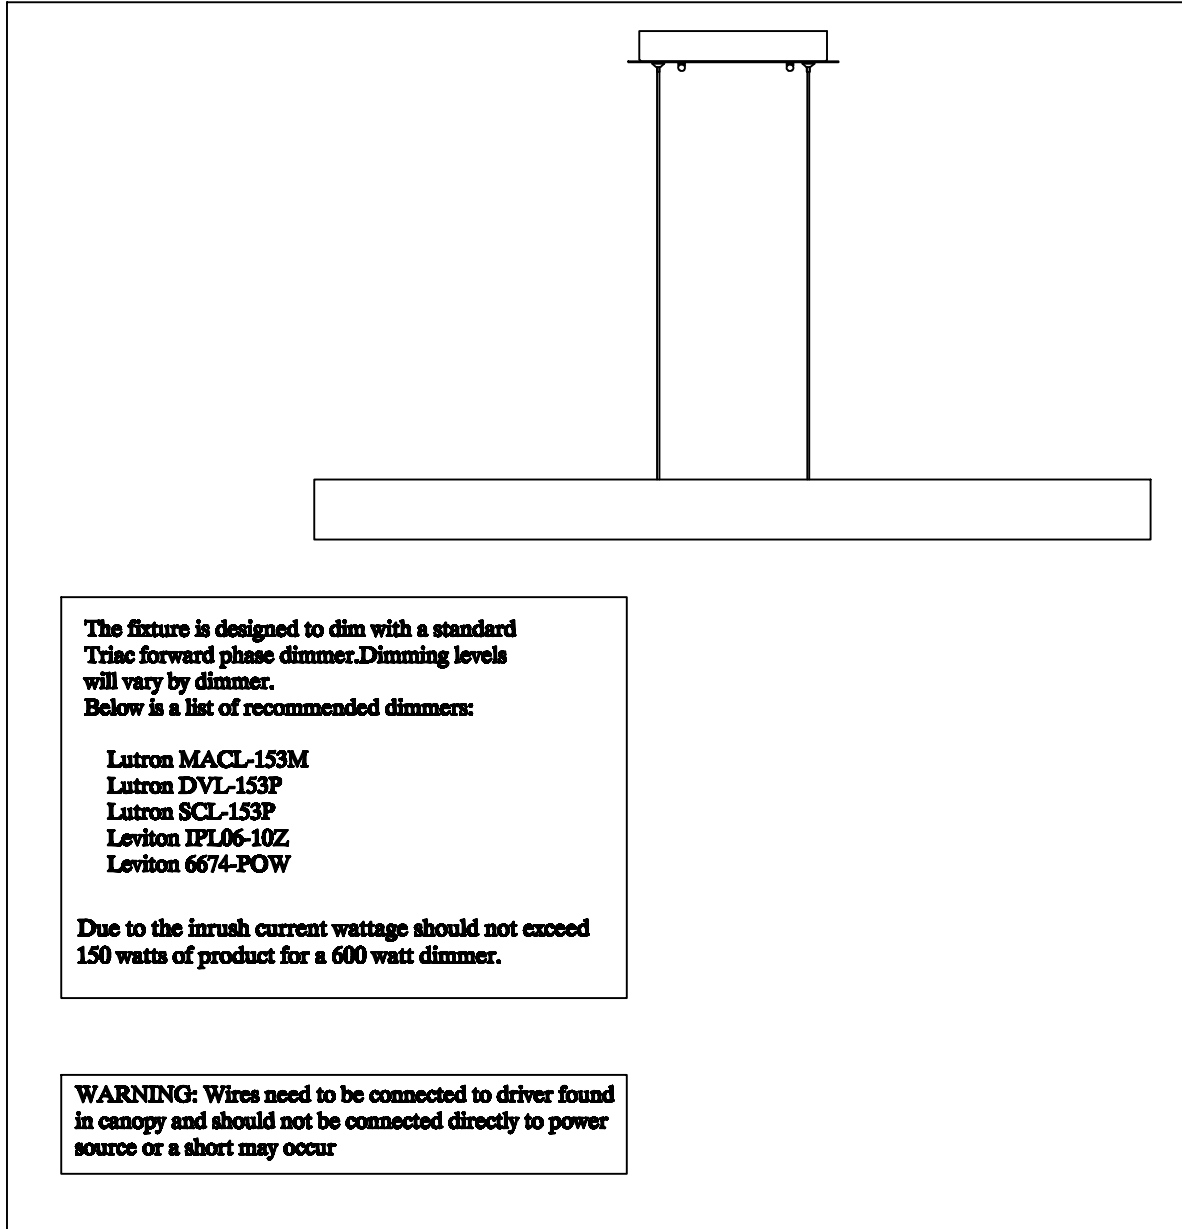 The fixture is designed to dim with a standard
Triac forward phase dimmer.Dimming levels
will vary by dimmer.
Below is a list of recommended dimmers:
Lutron MACL-153M
Lutron DVL-153P
Lutron SCL-153P
Leviton IPL06-10Z
Leviton 6674-POW
Due to the inrush current wattage should not exceed
150 watts of product for a 600 watt dimmer.
WARNING: Wires need to be connected to driver found
in canopy and should not be connected directly to power
source or a short may occur